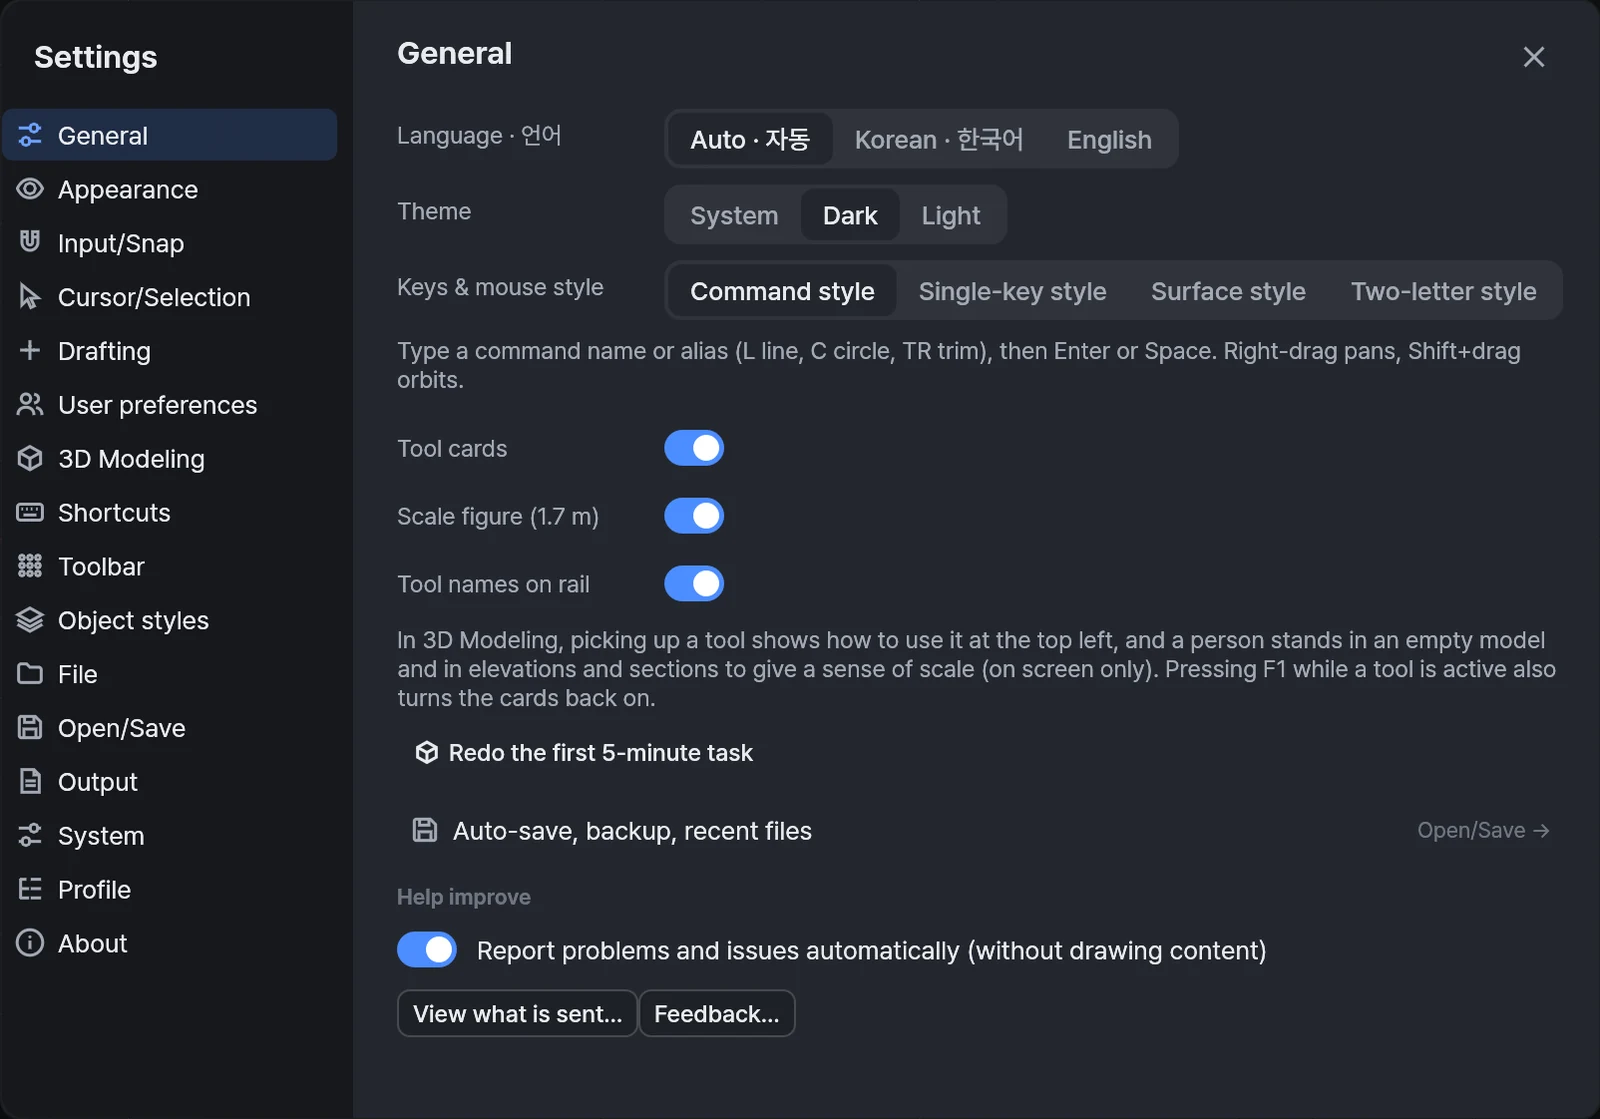 Settings
General
Appearance
Input/Snap
Cursor/Selection
Drafting
User preferences
3D Modeling
Shortcuts
Toolbar
Object styles
File
Open/Save
Output
System
Profile
About
General
Language · 언어
Auto · 자동 Korean · 한국어 English
Theme
System Dark Light
Keys & mouse style
Command style Single-key style Surface style Two-letter style
Type a command name or alias (L line, C circle, TR trim), then Enter or Space. Right-drag pans, Shift+drag
orbits.
Tool cards
Scale figure (1.7 m)
Tool names on rail
In 3D Modeling, picking up a tool shows how to use it at the top left, and a person stands in an empty model
and in elevations and sections to give a sense of scale (on screen only). Pressing F1 while a tool is active also
turns the cards back on.
Redo the first 5-minute task
Auto-save, backup, recent files Open/Save →
Help improve
Report problems and issues automatically (without drawing content)
View what is sent... Feedback...